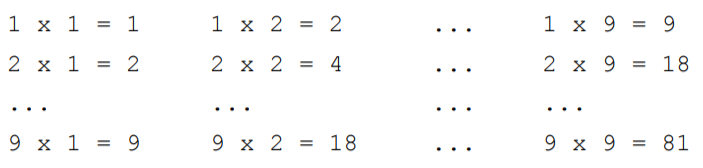 1 x 1 = 1 1 x 2 = 2 ... 1 x 9 = 9
2 x 1 = 2 2 x 2 = 4 ... 2 x 9 = 18
... ... ... ...
9 x 1 = 9 9 x 2 = 18 ... 9 x 9 = 81